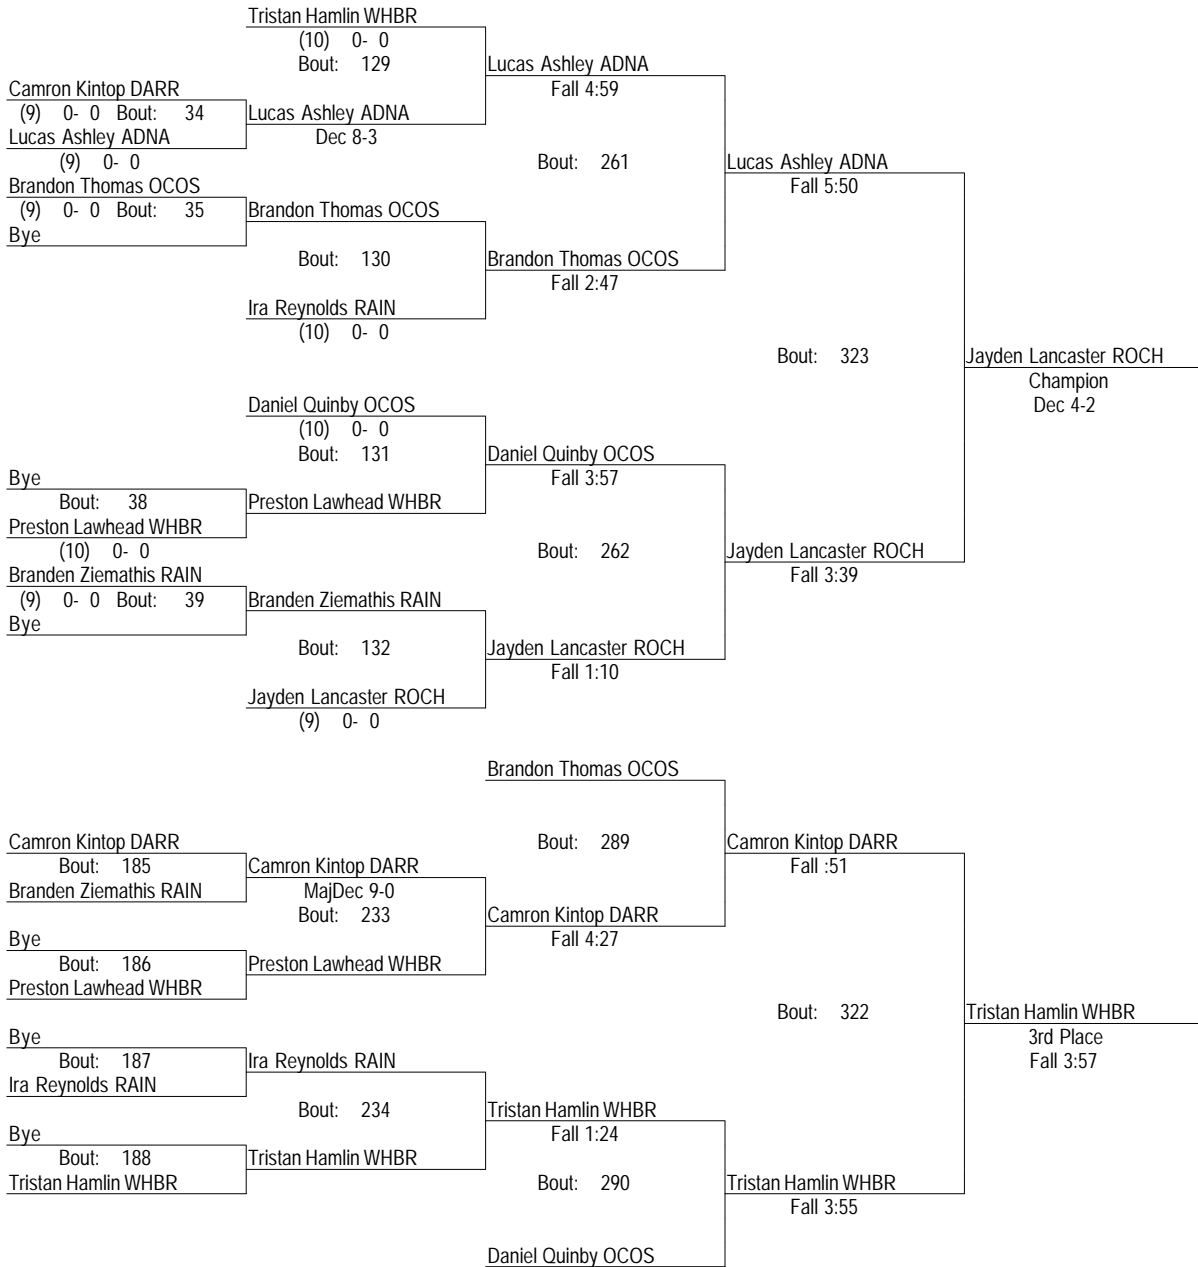 Tristan Hamlin WHBR
(10) 0- 0
Bout: 129
Lucas Ashley ADNA
Fall 4:59
Camron Kintop DARR
(9) 0- 0 Bout: 34
Lucas Ashley ADNA
Dec 8-3
Lucas Ashley ADNA
(9) 0- 0
Bout: 261
Lucas Ashley ADNA
Fall 5:50
Brandon Thomas OCOS
(9) 0- 0 Bout: 35
Brandon Thomas OCOS
Bye
Bout: 130
Brandon Thomas OCOS
Fall 2:47
Ira Reynolds RAIN
(10) 0- 0
Bout: 323
Jayden Lancaster ROCH
Champion
Dec 4-2
Daniel Quinby OCOS
(10) 0- 0
Bout: 131
Daniel Quinby OCOS
Fall 3:57
Bye
Bout: 38
Preston Lawhead WHBR
Preston Lawhead WHBR
(10) 0- 0
Bout: 262
Jayden Lancaster ROCH
Fall 3:39
Branden Ziemathis RAIN
(9) 0- 0 Bout: 39
Branden Ziemathis RAIN
Bye
Bout: 132
Jayden Lancaster ROCH
Fall 1:10
Jayden Lancaster ROCH
(9) 0- 0
Brandon Thomas OCOS
Camron Kintop DARR
Bout: 289
Camron Kintop DARR
Fall :51
Bout: 185
Camron Kintop DARR
Branden Ziemathis RAIN
MajDec 9-0
Bout: 233
Camron Kintop DARR
Fall 4:27
Bye
Bout: 186
Preston Lawhead WHBR
Preston Lawhead WHBR
Bout: 322
Tristan Hamlin WHBR
3rd Place
Fall 3:57
Bye
Bout: 187
Ira Reynolds RAIN
Ira Reynolds RAIN
Bout: 234
Tristan Hamlin WHBR
Fall 1:24
Bye
Bout: 188
Tristan Hamlin WHBR
Tristan Hamlin WHBR
Bout: 290
Tristan Hamlin WHBR
Fall 3:55
Daniel Quinby OCOS